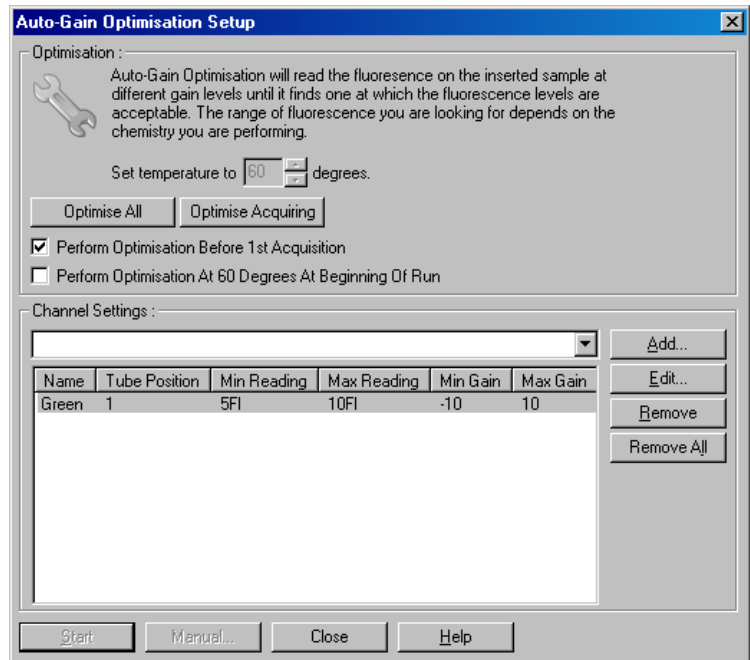 Auto-Gain Optimisation Setup
Optimisation :
Auto-Gain Optimisation will read the fluoresence on the inserted sample at
different gain levels until it finds one at which the fluorescence levels are
acceptable. The range of fluorescence you are looking for depends on the
chemistry you are performing.
Set temperature to 60 degrees.
Optimise All Optimise Acquiring
Perform Optimisation Before 1st Acquisition
Perform Optimisation At 60 Degrees At Beginning Of Run
Channel Settings :
Add...
Name Tube Position Min Reading Max Reading Min Gain Max Gain Edit...
Green 1 5Fl 10Fl -10 10
Remove
Remove All
Start Manual... Close Help